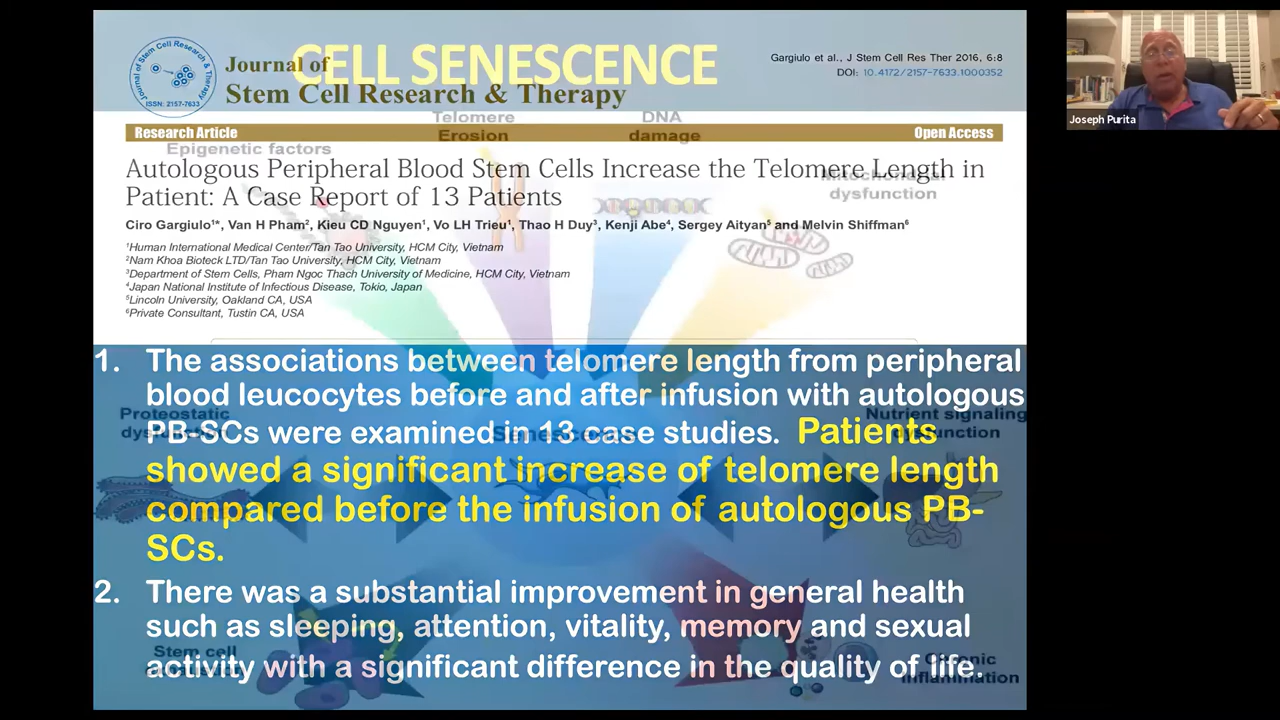 CELL SENESCENCE
Journal of
Stem Cell Research & Therapy
Journal of Stem Cell Research & Therapy
ISSN: 2157-7633
Gargiulo et al., J Stem Cell Res Ther 2016, 6:8
DOI: 10.4172/2157-7633.1000352
Joseph Purita
Telomere
Erosion
DNA
damage
Research Article
Open Access
Epigenetic factors
Autologous Peripheral Blood Stem Cells Increase the Telomere Length in
Patient: A Case Report of 13 Patients
dysfunction
Ciro Gargiulo1*, Van H Pham2, Kieu CD Nguyen1, Vo LH Trieu1, Thao H Duy3, Kenji Abe4, Sergey Aityan5 and Melvin Shiffman6
1Human International Medical Center/Tan Tao University, HCM City, Vietnam
2Nam Khoa Bioteck LTD/Tan Tao University, HCM City, Vietnam
3Department of Stem Cells, Pham Ngoc Thach University of Medicine, HCM City, Vietnam
4Japan National Institute of Infectious Disease, Tokio, Japan
5Lincoln University, Oakland CA, USA
6Private Consultant, Tustin CA, USA
1. The associations between telomere length from peripheral
blood leucocytes before and after infusion with autologous
PB-SCs were examined in 13 case studies. Patients
showed a significant increase of telomere length
compared before the infusion of autologous PB-
SCs.
2. There was a substantial improvement in general health
such as sleeping, attention, vitality, memory and sexual
activity with a significant difference in the quality of life.
Proteostatic
Nutrient signaling
dysfunction
Stem cell
Chronic
inflammation